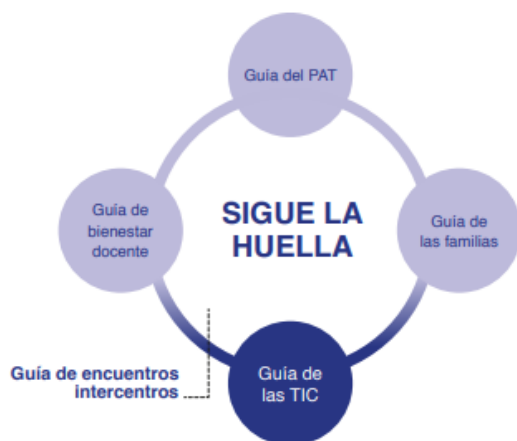 Guía del PAT
Guía de
bienestar
docente
SIGUE LA
HUELLA
Guía de
las familias
Guía de encuentros
intercentros
Guía de
las TIC